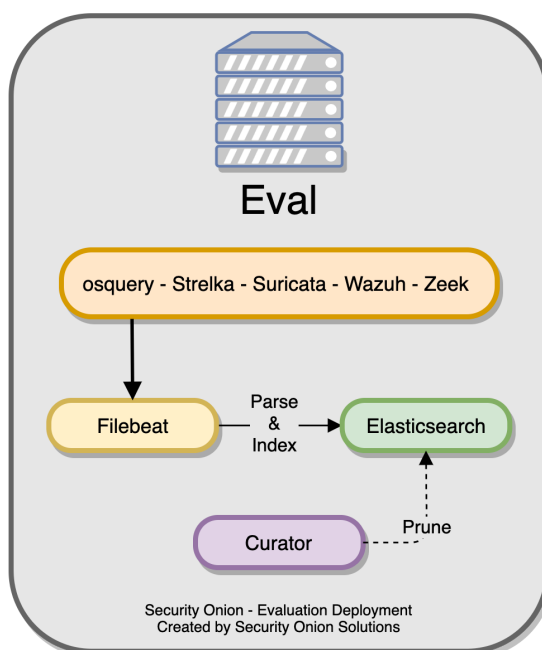 Eval
osquery - Strelka - Suricata - Wazuh - Zeek
Filebeat
Parse
&
Index
Elasticsearch
Prune
Curator
Security Onion - Evaluation Deployment
Created by Security Onion Solutions